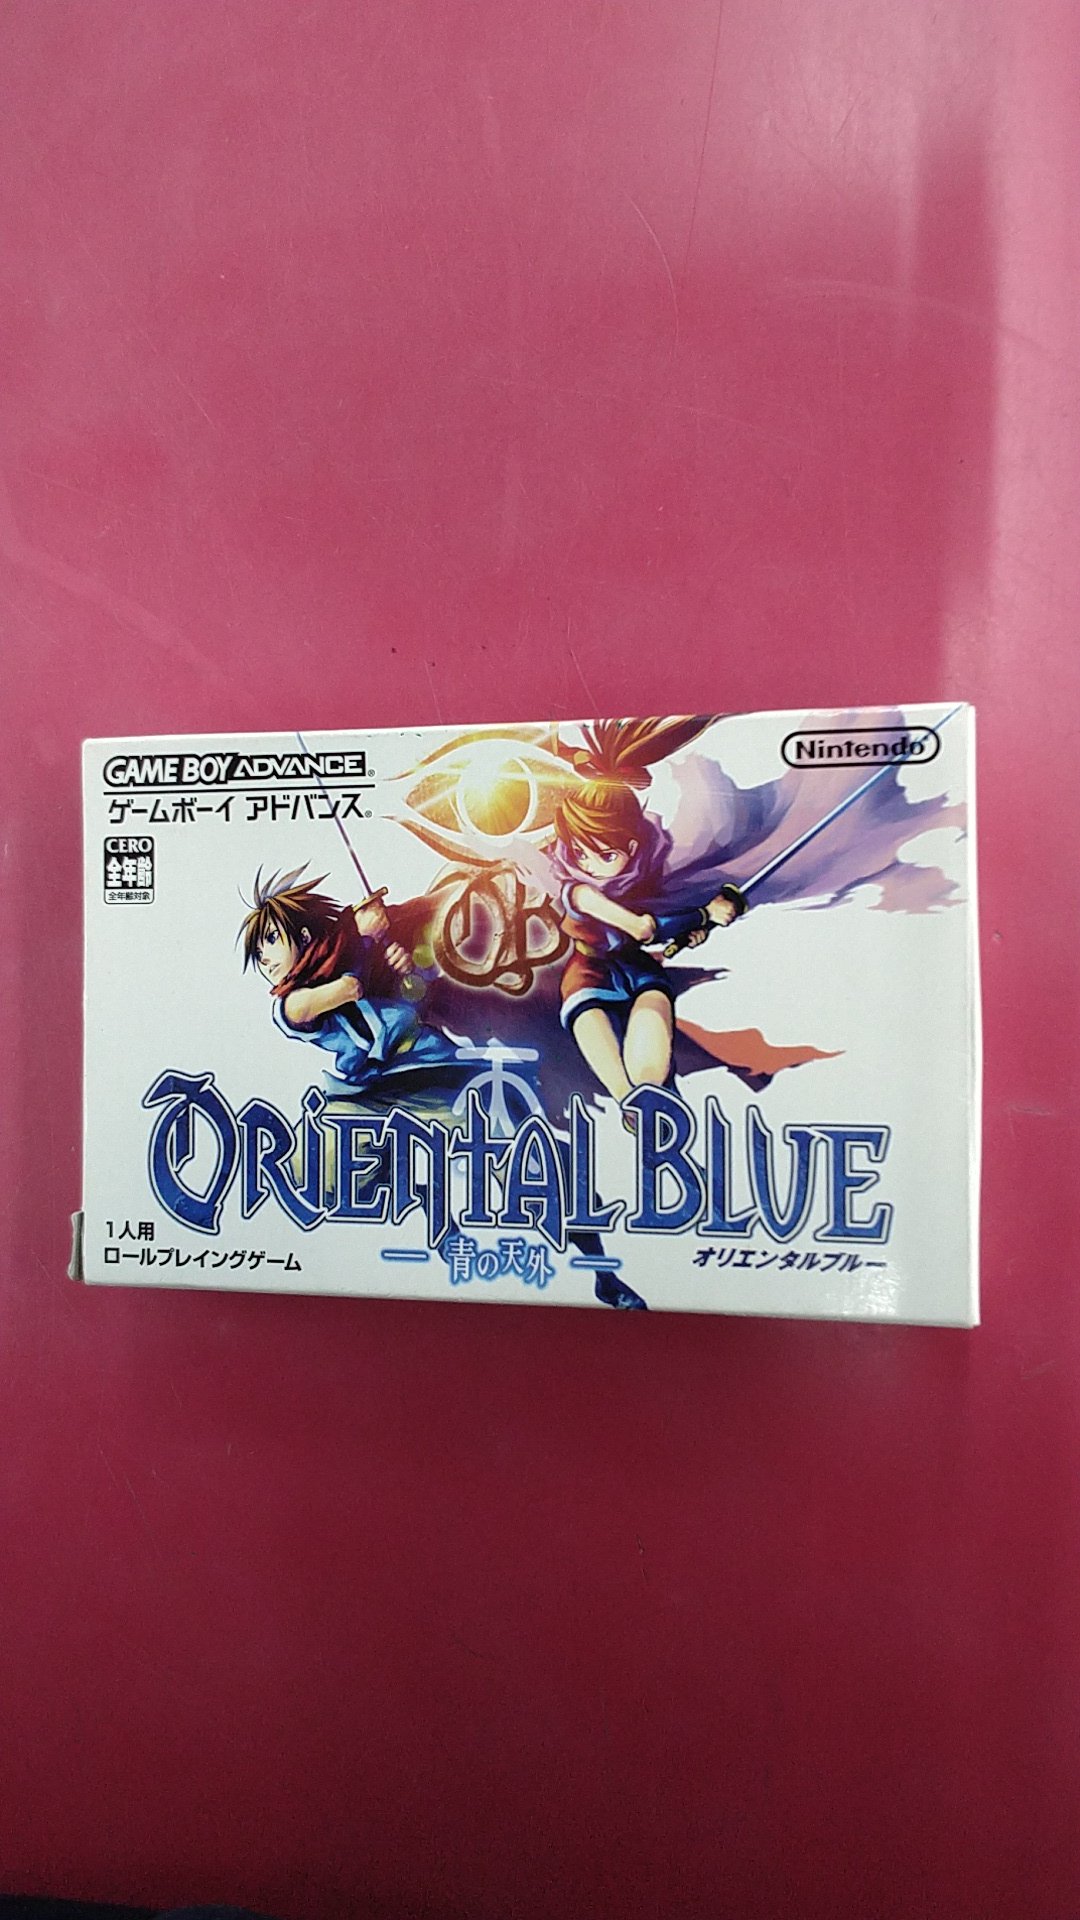 GAME BOY ADVANCE®
Nintendo®
ゲームボーイ アドバンス®
CERO
全年齢
全年齢対象
OB
ORIENTAL BLUE
1人用
ロールプレイングゲーム
青の天外
オリエンタルブルー